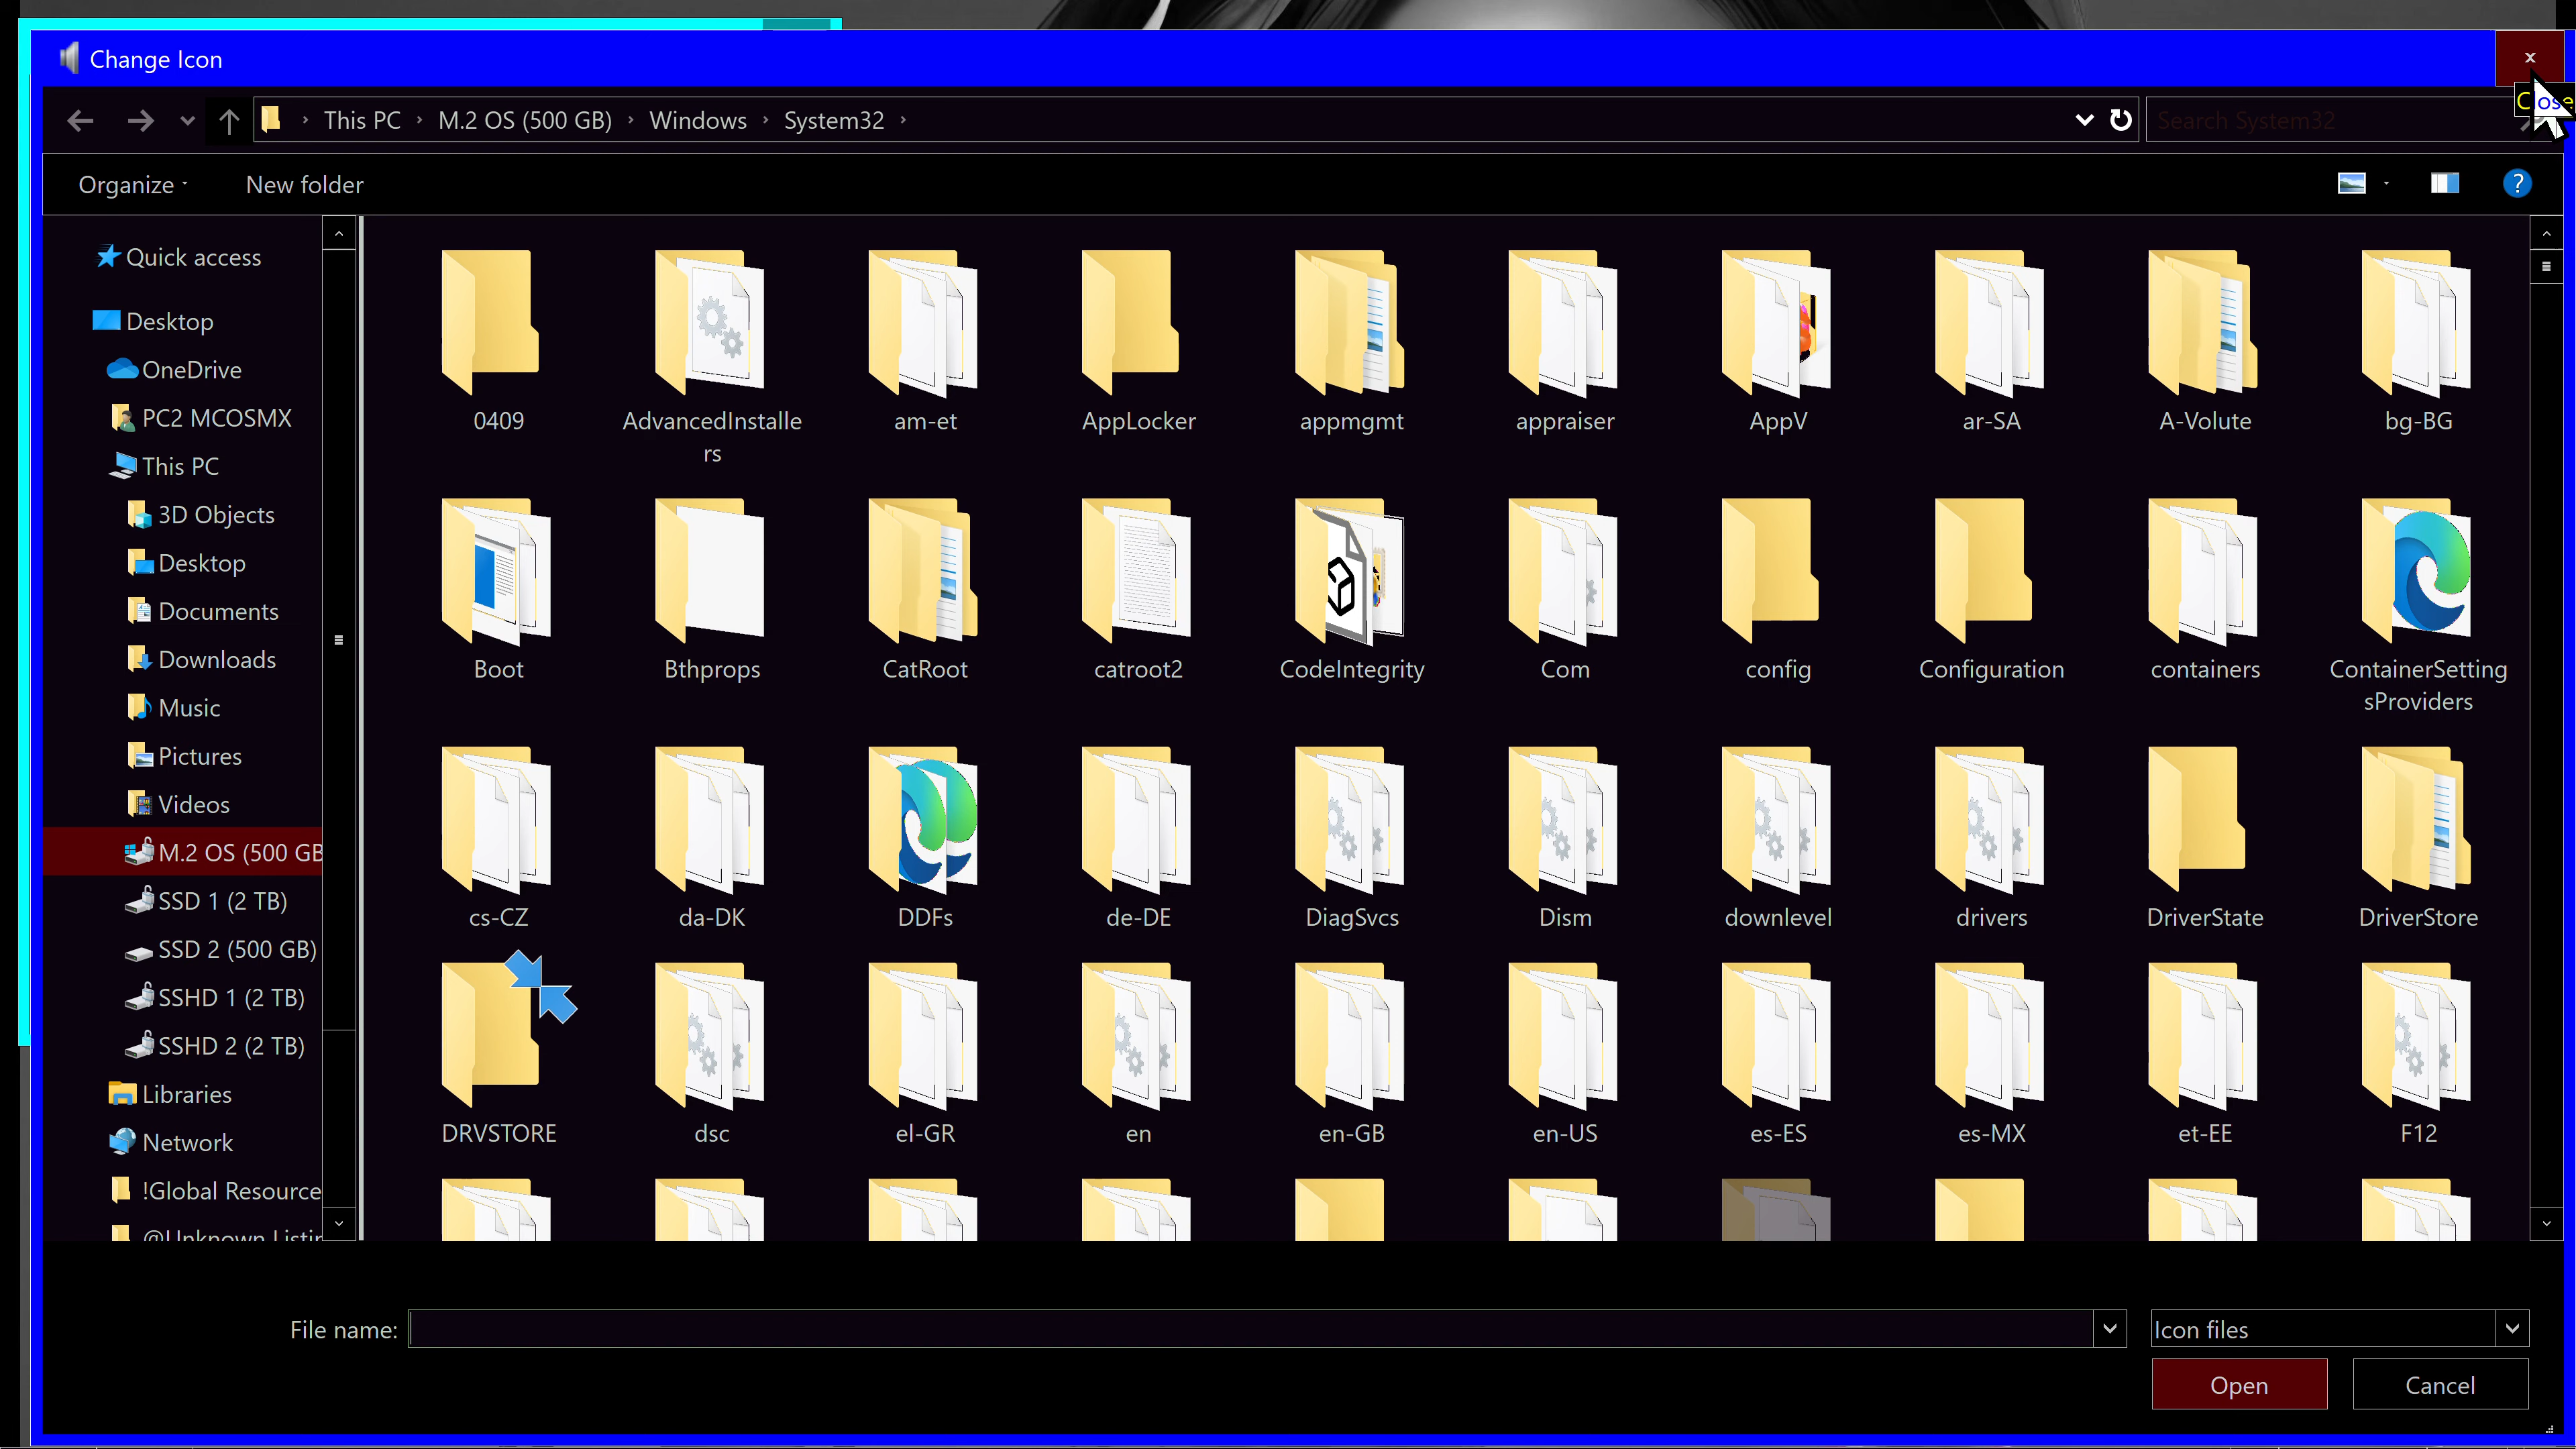 Change Icon
x
Close
This PC › M.2 OS (500 GB) › Windows › System32 ›
Search System32
Organize
New folder
?
Quick access
Desktop
OneDrive
PC2 MCOSMX
This PC
3D Objects
Desktop
Documents
Downloads
Music
Pictures
Videos
M.2 OS (500 GB
SSD 1 (2 TB)
SSD 2 (500 GB)
SSHD 1 (2 TB)
SSHD 2 (2 TB)
Libraries
Network
!Global Resource
0409
AdvancedInstalle
rs
am-et
AppLocker
appmgmt
appraiser
AppV
ar-SA
A-Volute
bg-BG
Boot
Bthprops
CatRoot
catroot2
CodeIntegrity
Com
config
Configuration
containers
ContainerSetting
sProviders
cs-CZ
da-DK
DDFs
de-DE
DiagSvcs
Dism
downlevel
drivers
DriverState
DriverStore
DRVSTORE
dsc
el-GR
en
en-GB
en-US
es-ES
es-MX
et-EE
F12
File name:
Icon files
Open
Cancel